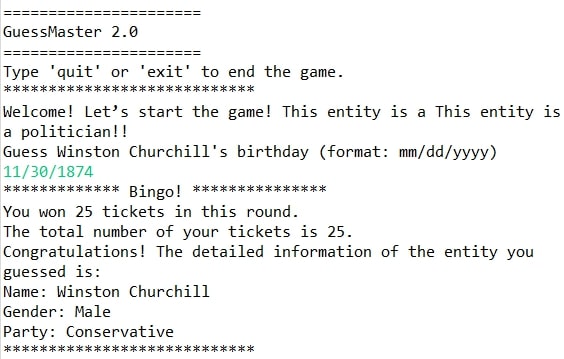 ======================
GuessMaster 2.0
======================
Type 'quit' or 'exit' to end the game.
****************************
Welcome! Let’s start the game! This entity is a This entity is
a politician!!
Guess Winston Churchill's birthday (format: mm/dd/yyyy)
11/30/1874
************* Bingo! ***************
You won 25 tickets in this round.
The total number of your tickets is 25.
Congratulations! The detailed information of the entity you
guessed is:
Name: Winston Churchill
Gender: Male
Party: Conservative
****************************